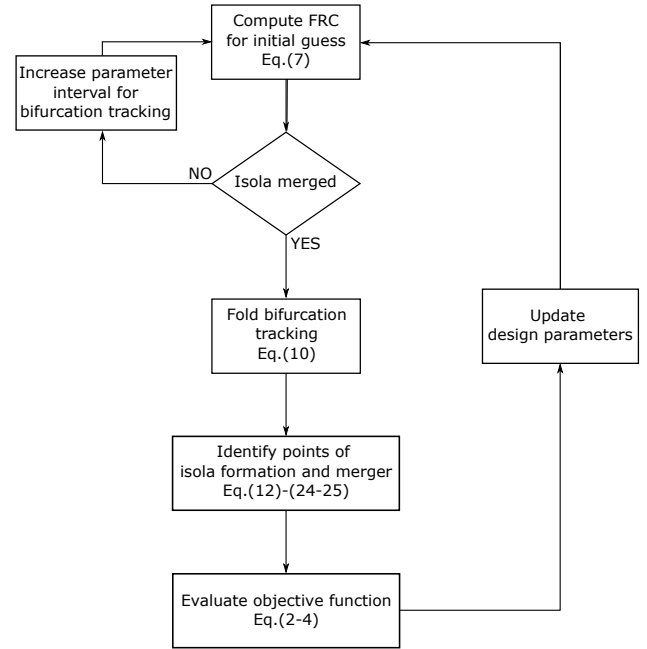 Compute FRC
for initial guess
Eq.(7)
Increase parameter
interval for
bifurcation tracking
Isola merged
NO
YES
Fold bifurcation
tracking
Eq.(10)
Update
design parameters
Identify points of
isola formation and merger
Eq.(12)-(24-25)
Evaluate objective function
Eq.(2-4)